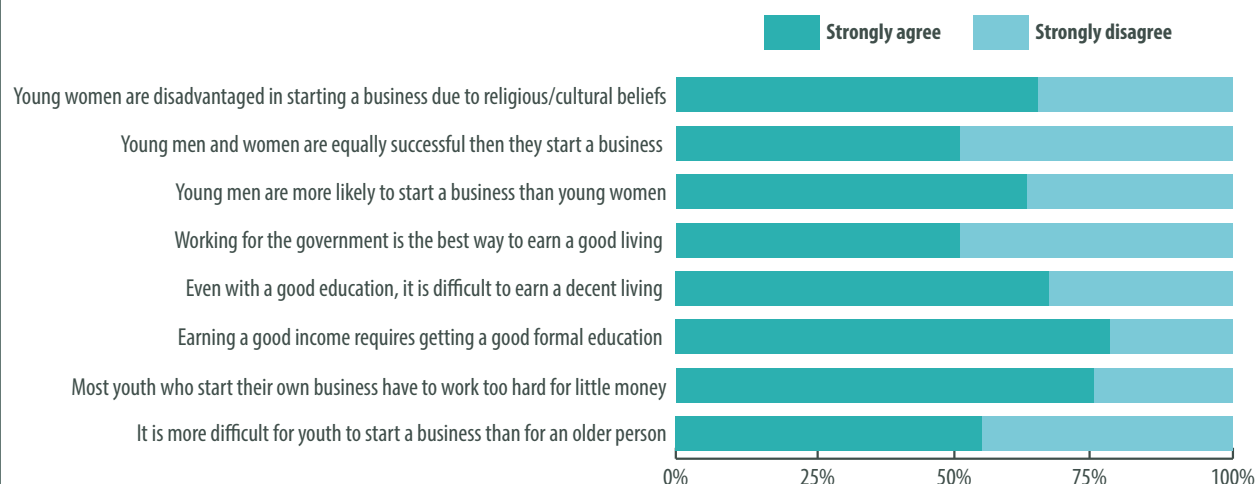 Strongly agree
Strongly disagree
Young women are disadvantaged in starting a business due to religious/cultural beliefs
Young men and women are equally successful then they start a business
Young men are more likely to start a business than young women
Working for the government is the best way to earn a good living
Even with a good education, it is difficult to earn a decent living
Earning a good income requires getting a good formal education
Most youth who start their own business have to work too hard for little money
It is more difficult for youth to start a business than for an older person
0% 25% 50% 75% 100%